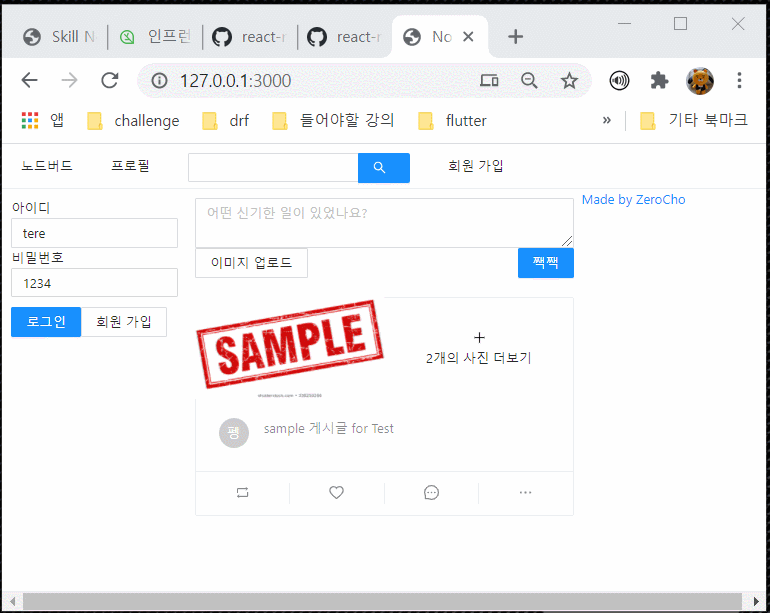 Skill N
인프런
react-r
react-r
No
127.0.0.1:3000
앱
challenge
drf
들어야할 강의
flutter
»
기타 북마크
노드버드
프로필
회원 가입
아이디
tere
비밀번호
1234
로그인
회원 가입
어떤 신기한 일이 있었나요?
이미지 업로드
짹짹
Made by ZeroCho
SAMPLE
2개의 사진 더보기
펭
sample 게시글 for Test